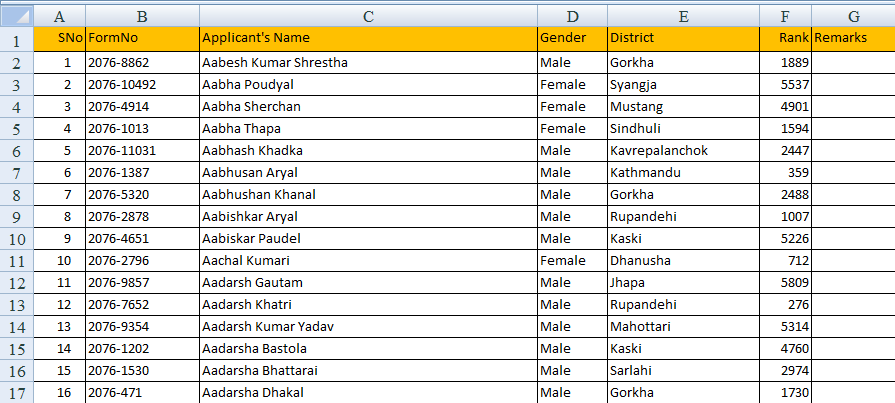 A B C D E F G
1 SNo FormNo Applicant's Name Gender District Rank Remarks
2 1 2076-8862 Aabesh Kumar Shrestha Male Gorkha 1889
3 2 2076-10492 Aabha Poudyal Female Syangja 5537
4 3 2076-4914 Aabha Sherchan Female Mustang 4901
5 4 2076-1013 Aabha Thapa Female Sindhuli 1594
6 5 2076-11031 Aabhash Khadka Male Kavrepalanchok 2447
7 6 2076-1387 Aabhusan Aryal Male Kathmandu 359
8 7 2076-5320 Aabhushan Khanal Male Gorkha 2488
9 8 2076-2878 Aabishkar Aryal Male Rupandehi 1007
10 9 2076-4651 Aabiskar Paudel Male Kaski 5226
11 10 2076-2796 Aachal Kumari Female Dhanusha 712
12 11 2076-9857 Aadarsh Gautam Male Jhapa 5809
13 12 2076-7652 Aadarsh Khatri Male Rupandehi 276
14 13 2076-9354 Aadarsh Kumar Yadav Male Mahottari 5314
15 14 2076-1202 Aadarsha Bastola Male Kaski 4760
16 15 2076-1530 Aadarsha Bhattarai Male Sarlahi 2974
17 16 2076-471 Aadarsha Dhakal Male Gorkha 1730